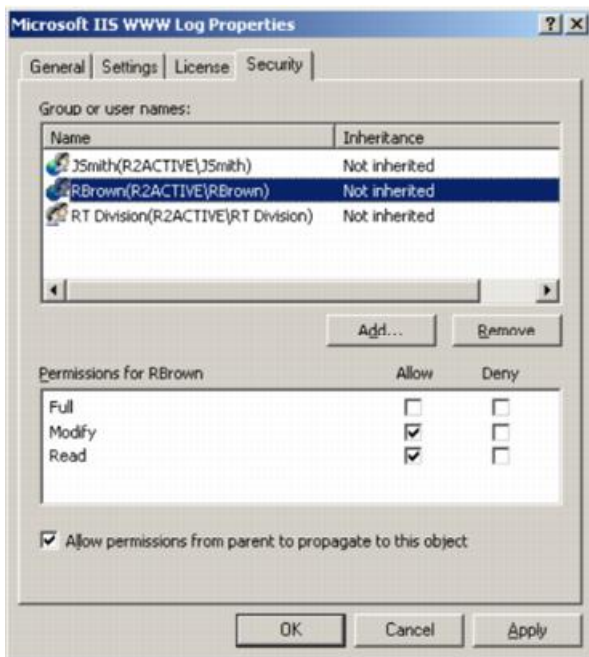 Microsoft IIS WWW Log Properties
General Settings License Security
Group or user names:
Name Inheritance
JSmith(R2ACTIVE\JSmith) Not inherited
RBrown(R2ACTIVE\RBrown) Not inherited
RT Division(R2ACTIVE\RT Division) Not inherited
Add... Remove
Permissions for RBrown Allow Deny
Full
Modify
Read
Allow permissions from parent to propagate to this object
OK Cancel Apply